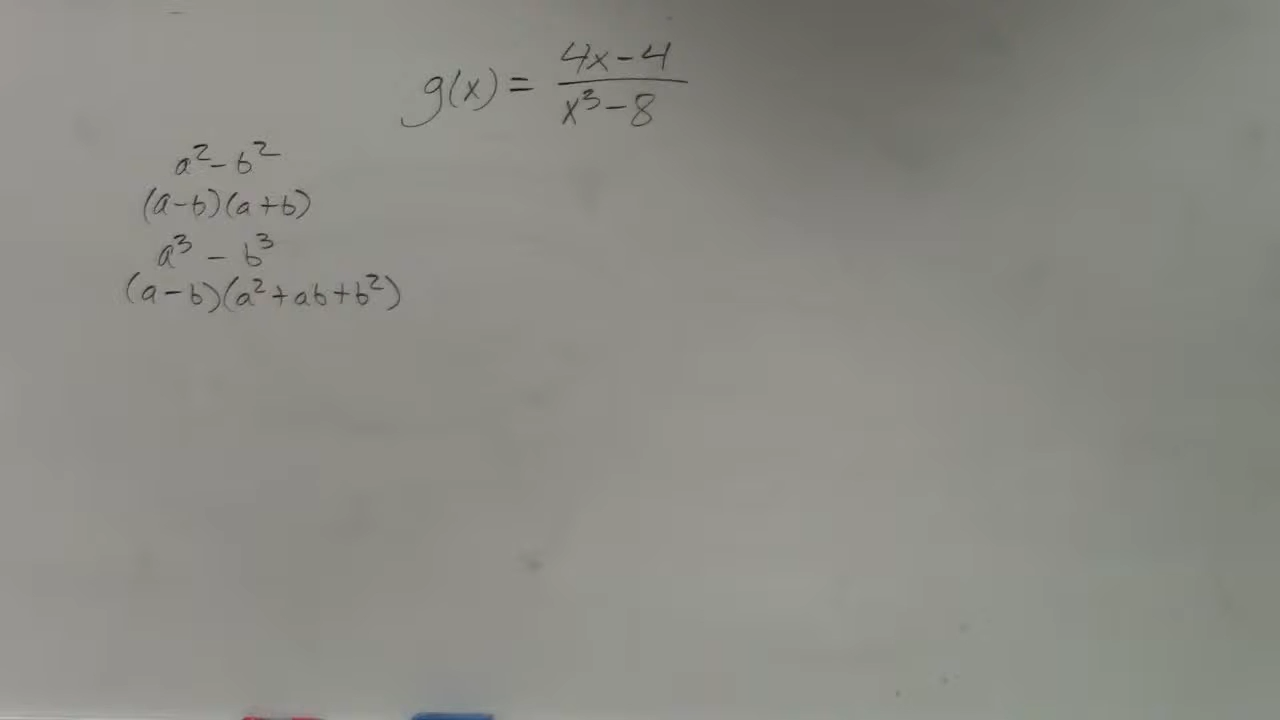 g(x) = (4x-4)/(x³-8)
a² - b²
(a-b)(a+b)
a³ - b³
(a-b)(a²+ab+b²)